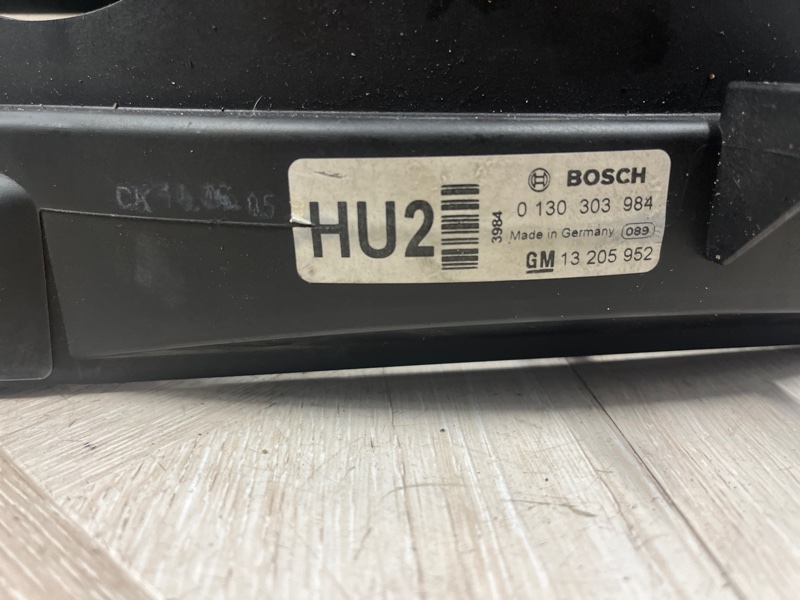 HU2
3984
BOSCH
0 130 303 984
Made in Germany 089
GM 13 205 952